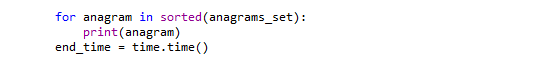 for anagram in sorted(anagrams_set):
    print(anagram)
end_time = time.time()